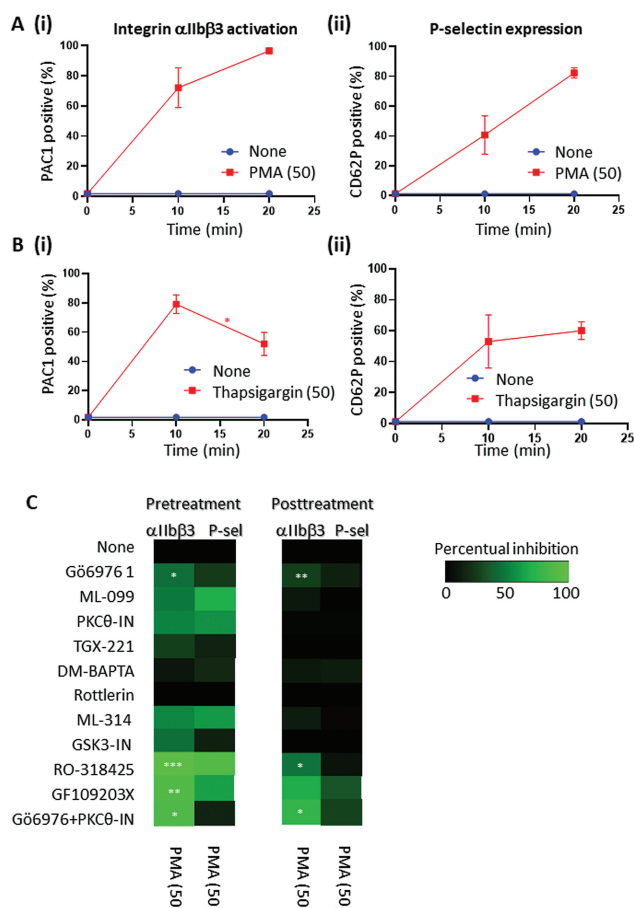 A (i) Integrin αIIbβ3 activation (ii) P-selectin expression
PAC1 positive (%)
100
80
60
40
20
0
None
PMA (50)
0 5 10 15 20 25
Time (min)
CD62P positive (%)
100
80
60
40
20
0
None
PMA (50)
0 5 10 15 20 25
Time (min)
B (i) (ii)
PAC1 positive (%)
100
80
60
40
20
0
*
None
Thapsigargin (50)
0 5 10 15 20 25
Time (min)
CD62P positive (%)
100
80
60
40
20
0
None
Thapsigargin (50)
0 5 10 15 20 25
Time (min)
C
Pretreatment Posttreatment
αIIbβ3 P-sel αIIbβ3 P-sel
None
Gö6976 1 * **
ML-099
PKCθ-IN
TGX-221
DM-BAPTA
Rottlerin
ML-314
GSK3-IN
RO-318425 *** *
GF109203X **
Gö6976+PKCθ-IN * *
PMA (50 PMA (50 PMA (50 PMA (50
Percentual inhibition
0 100